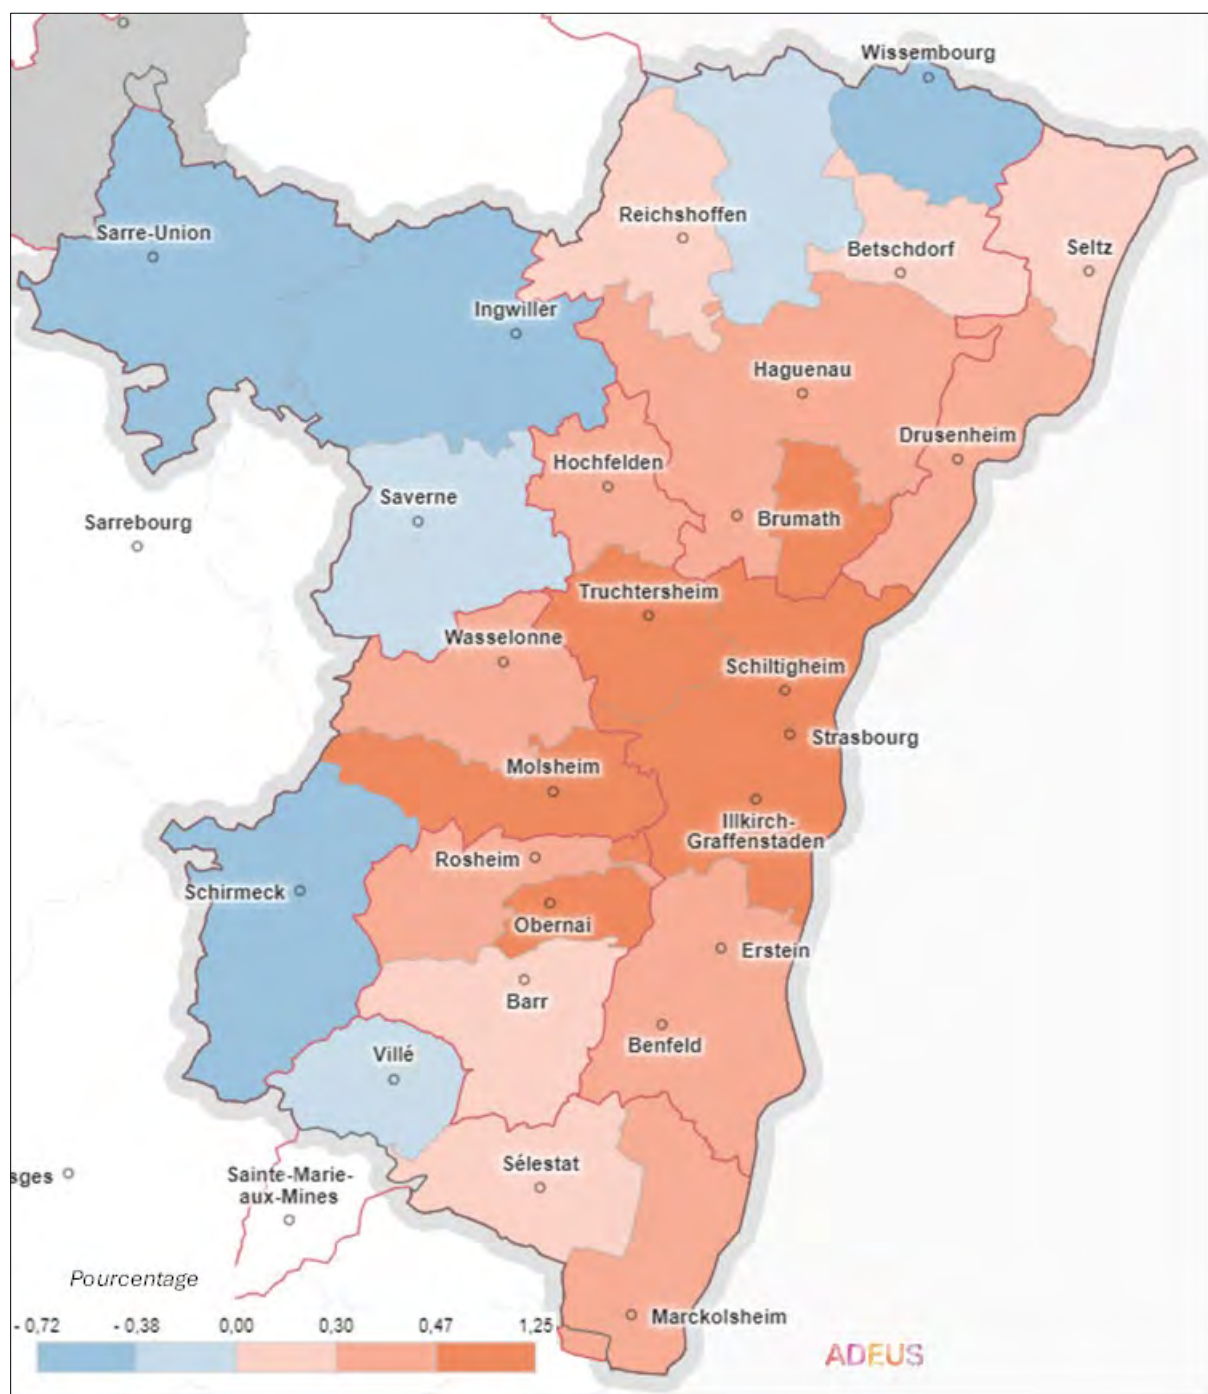 Wissembourg
Reichshoffen
Sarre-Union
Betschdorf
Seltz
Ingwiller
Haguenau
Drusenheim
Hochfelden
Saverne
Brumath
Sarrebourg
Truchtersheim
Wasselonne
Schiltigheim
Strasbourg
Molsheim
Illkirch-
Graffenstaden
Rosheim
Schirmeck
Obernai
Erstein
Barr
Benfeld
Villé
Sélestat
sges
Sainte-Marie-
aux-Mines
Pourcentage
Marckolsheim
- 0,72 - 0,38 0,00 0,30 0,47 1,25
ADEUS